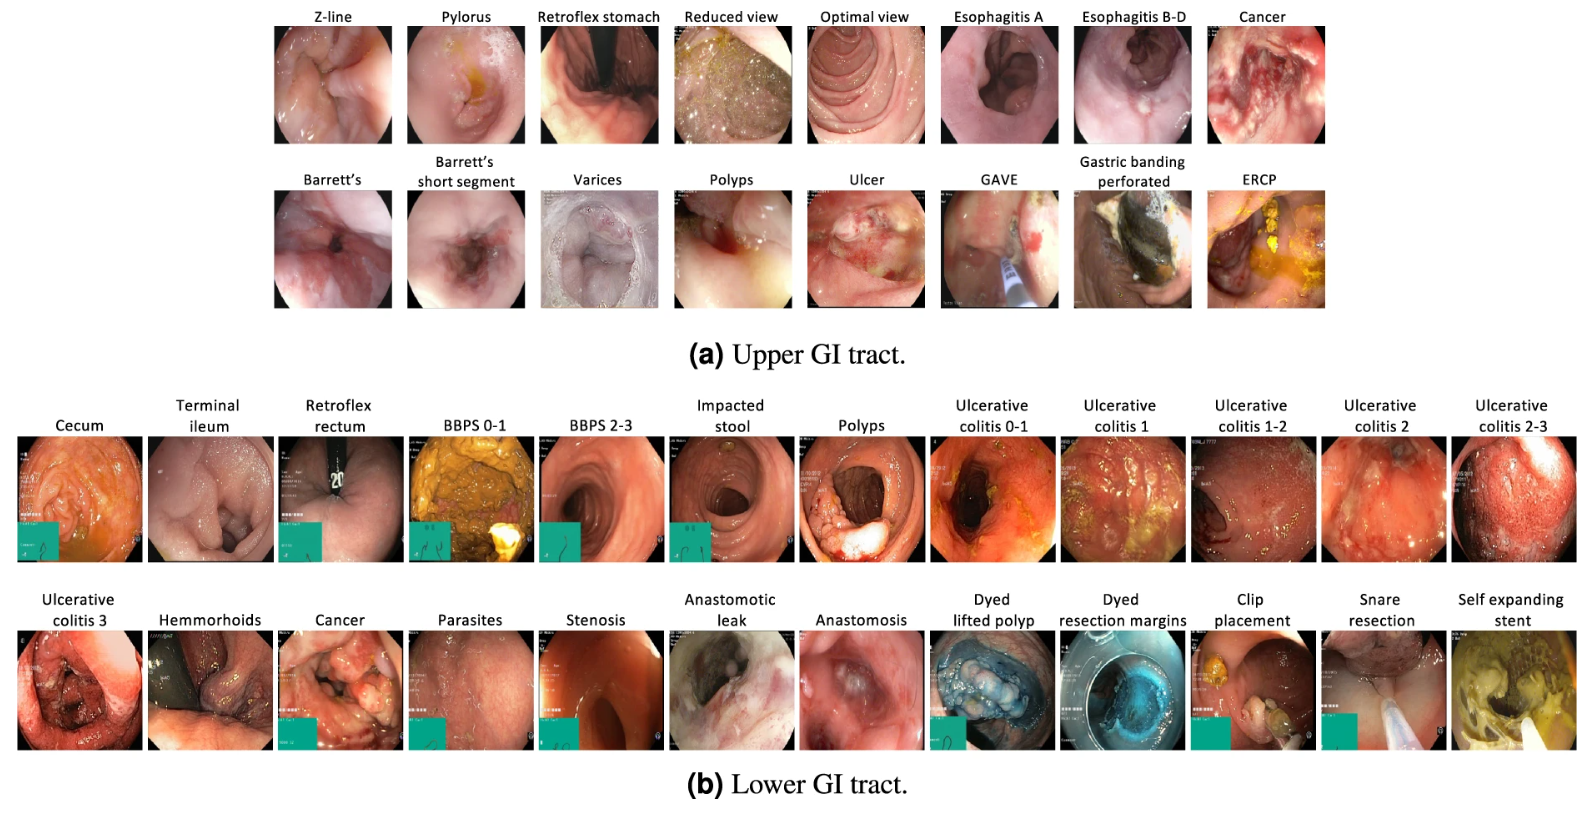 Z-line
Pylorus
Retroflex stomach
Reduced view
Optimal view
Esophagitis A
Esophagitis B-D
Cancer
Barrett's
Barrett's
short segment
Varices
Polyps
Ulcer
GAVE
Gastric banding
perforated
ERCP
(a) Upper GI tract.
Cecum
Terminal
ileum
Retroflex
rectum
BBPS 0-1
BBPS 2-3
Impacted
stool
Polyps
Ulcerative
colitis 0-1
Ulcerative
colitis 1
Ulcerative
colitis 1-2
Ulcerative
colitis 2
Ulcerative
colitis 2-3
20
Ulcerative
colitis 3
Hemmorhoids
Cancer
Parasites
Stenosis
Anastomotic
leak
Anastomosis
Dyed
lifted polyp
Dyed
resection margins
Clip
placement
Snare
resection
Self expanding
stent
(b) Lower GI tract.